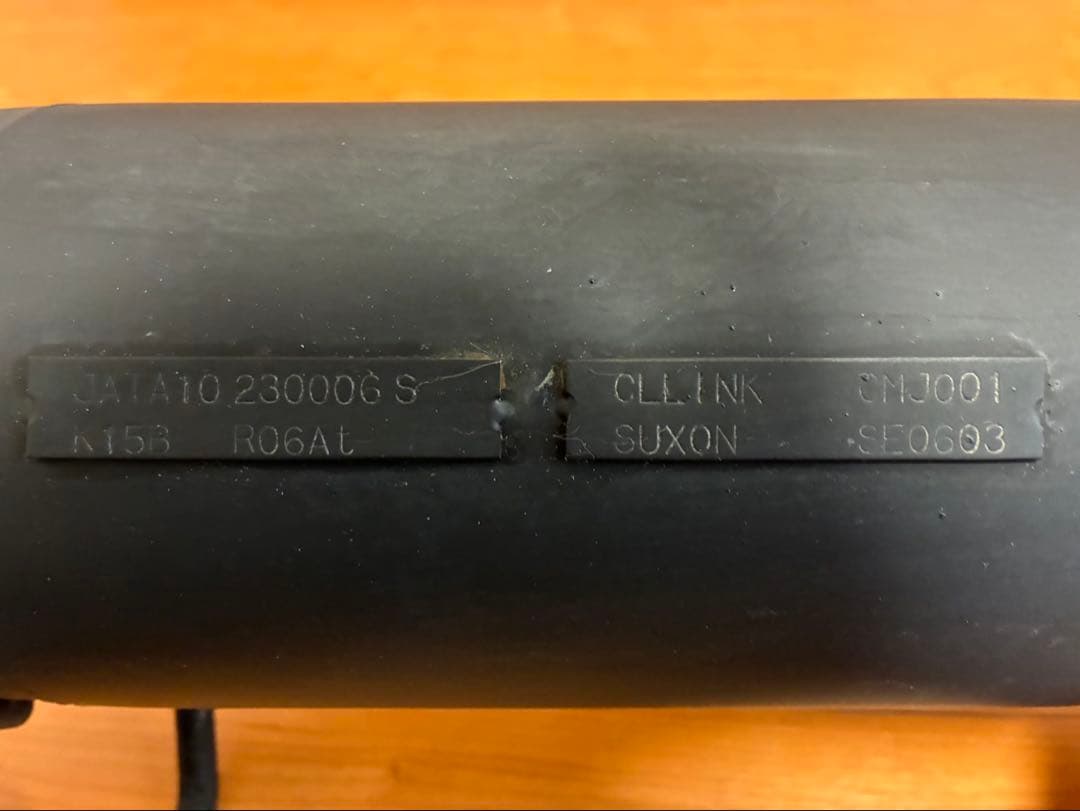 JATA10 230006 S
K15B R06At
CLLINK CMJ001
SUXON SE0603